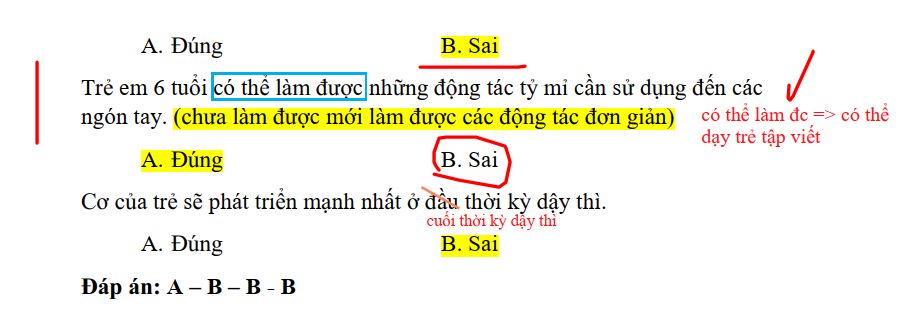 A. Đúng B. Sai
Trẻ em 6 tuổi có thể làm được những động tác tỷ mỉ cần sử dụng đến các
ngón tay. (chưa làm được mới làm được các động tác đơn giản)
có thể làm đc => có thể
dạy trẻ tập viết
A. Đúng B. Sai
Cơ của trẻ sẽ phát triển mạnh nhất ở đầu thời kỳ dậy thì.
cuối thời kỳ dậy thì
A. Đúng B. Sai
Đáp án: A – B – B - B